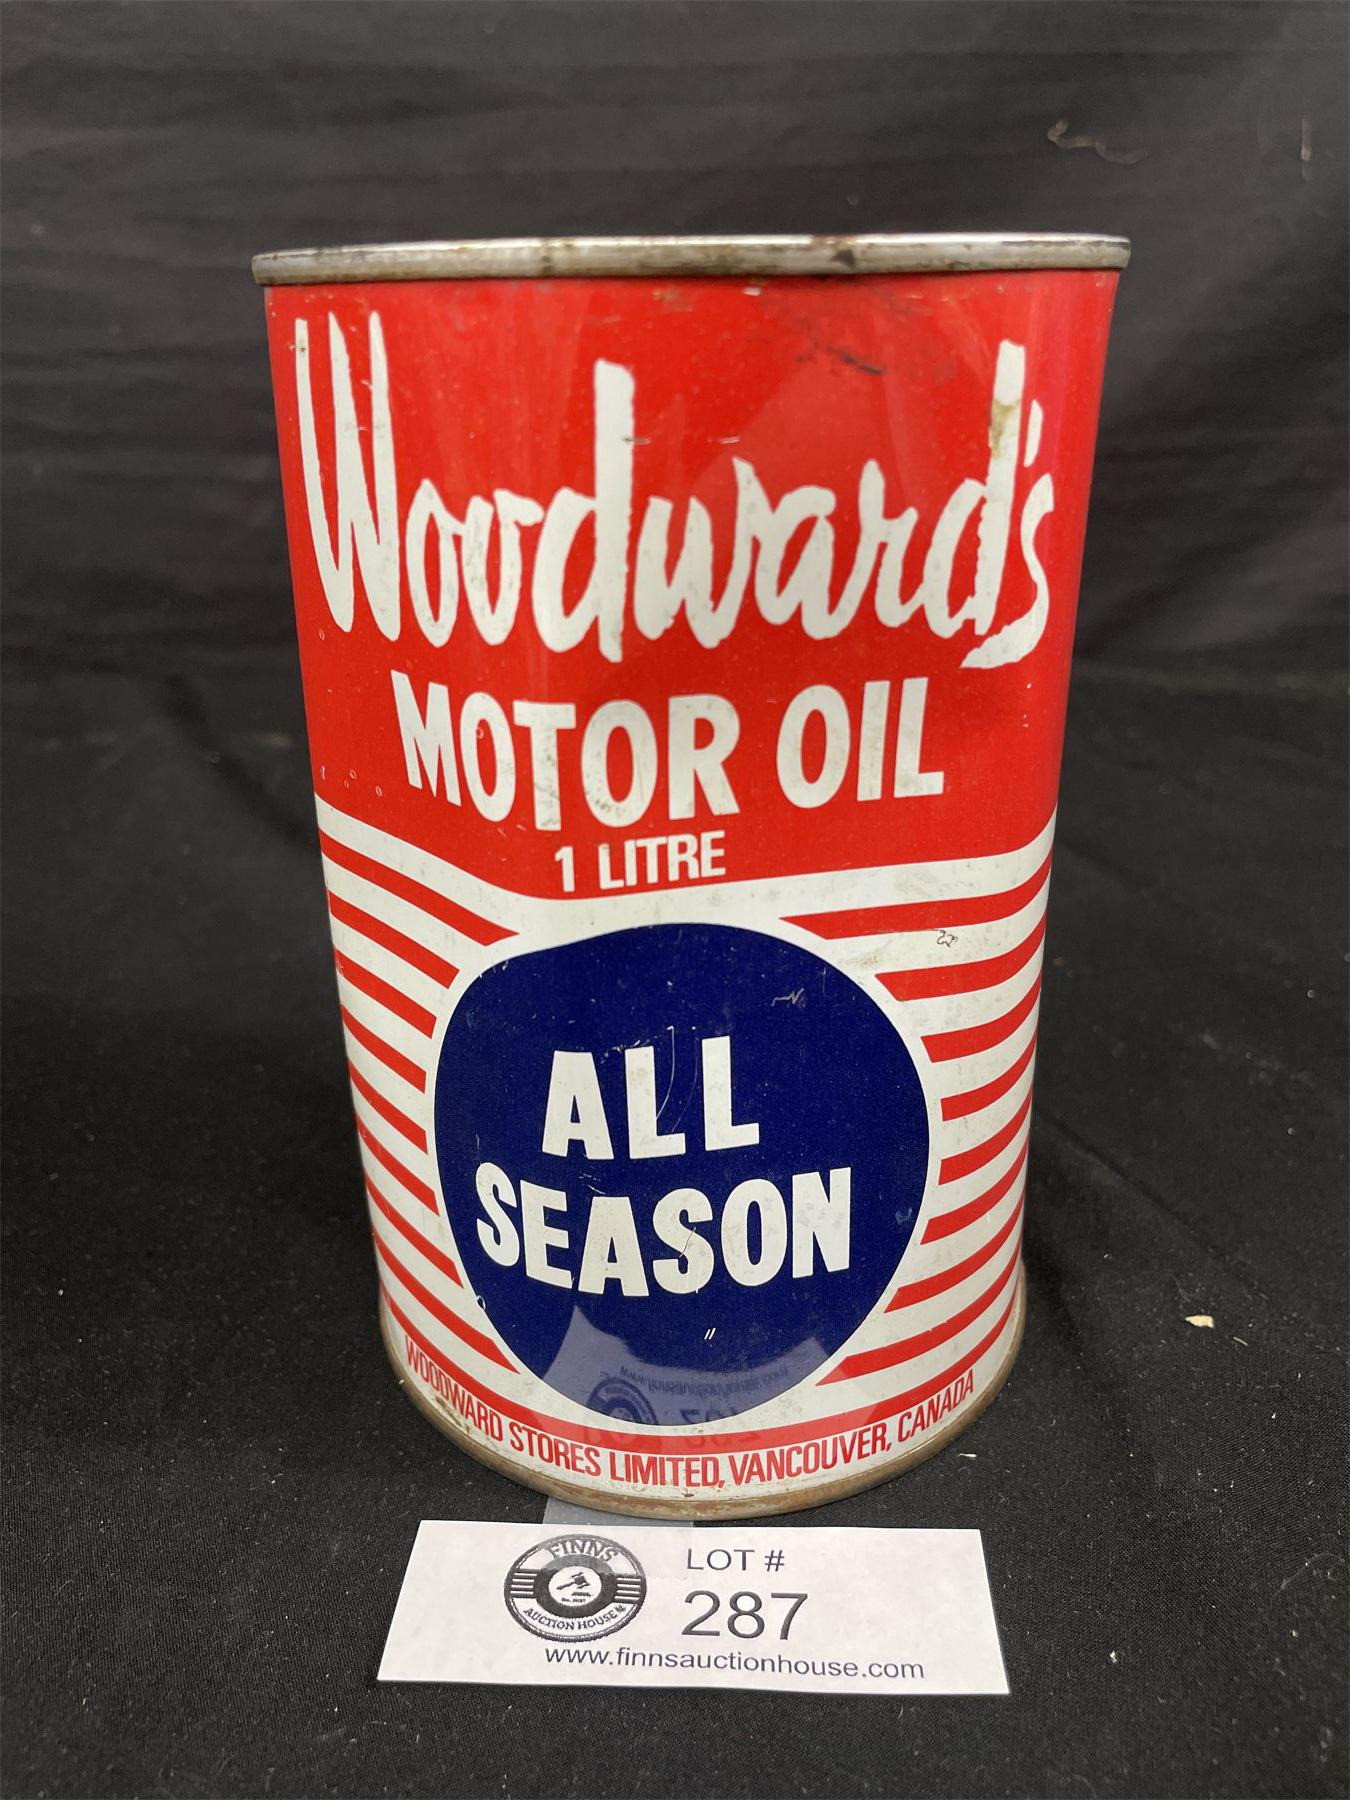 Woodward's
MOTOR OIL
1 LITRE
ALL
SEASON
WOODWARD STORES LIMITED, VANCOUVER, CANADA
FINNS
AUCTION HOUSE
LOT #
287
www.finnsauctionhouse.com